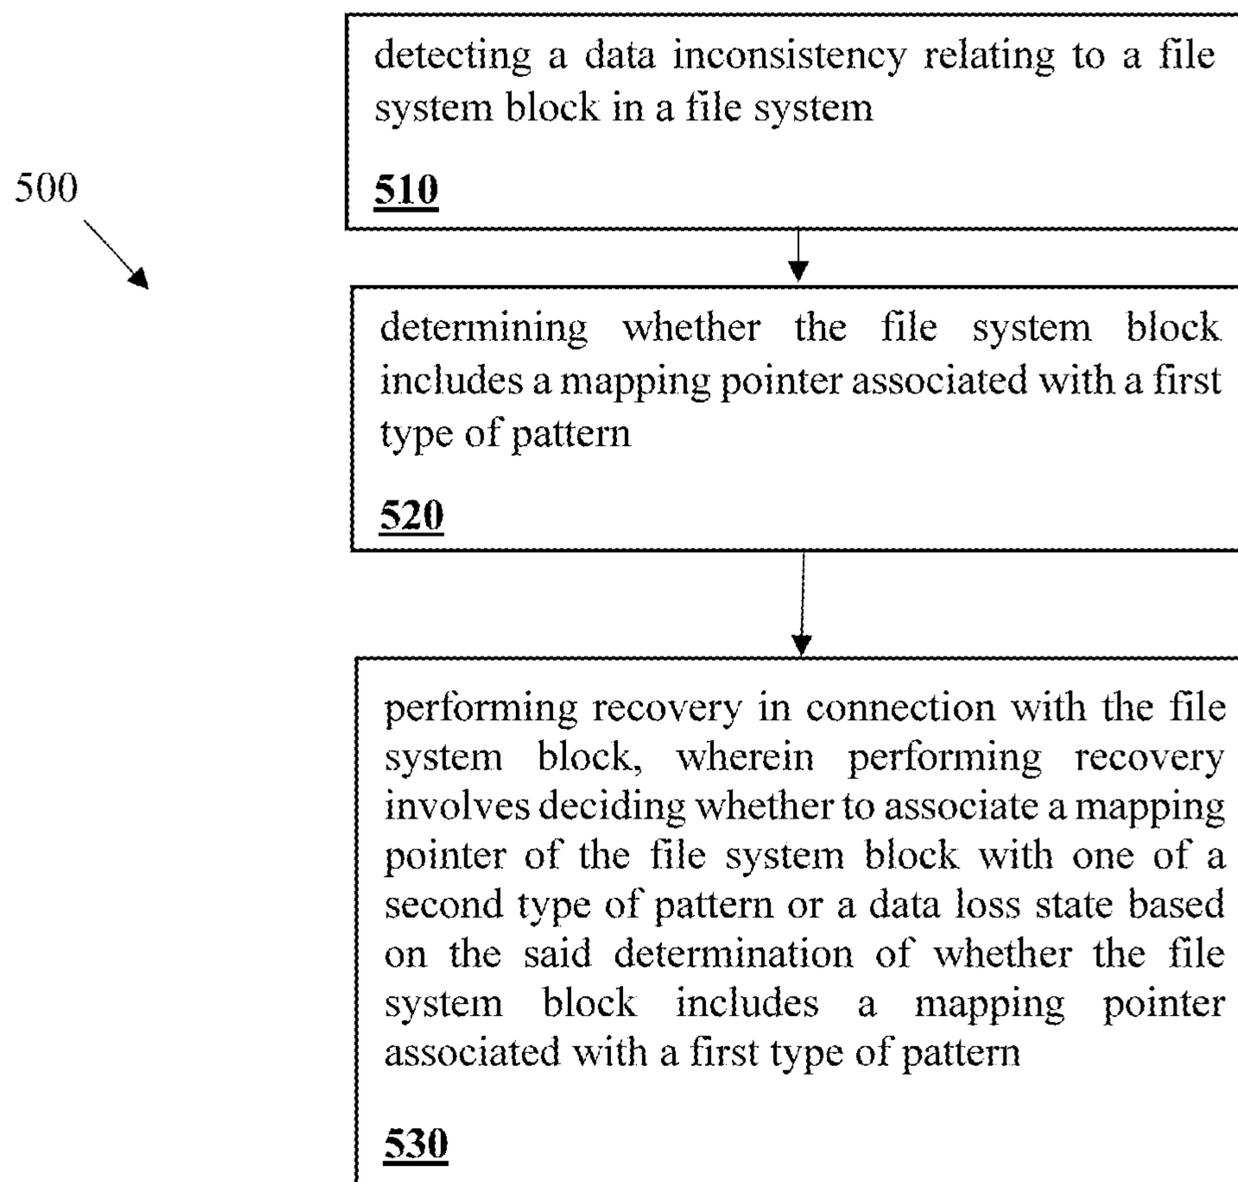 detecting a data inconsistency relating to a file
system block in a file system
510
500
determining whether the file system block
includes a mapping pointer associated with a first
type of pattern
520
performing recovery in connection with the file
system block, wherein performing recovery
involves deciding whether to associate a mapping
pointer of the file system block with one of a
second type of pattern or a data loss state based
on the said determination of whether the file
system block includes a mapping pointer
associated with a first type of pattern
530